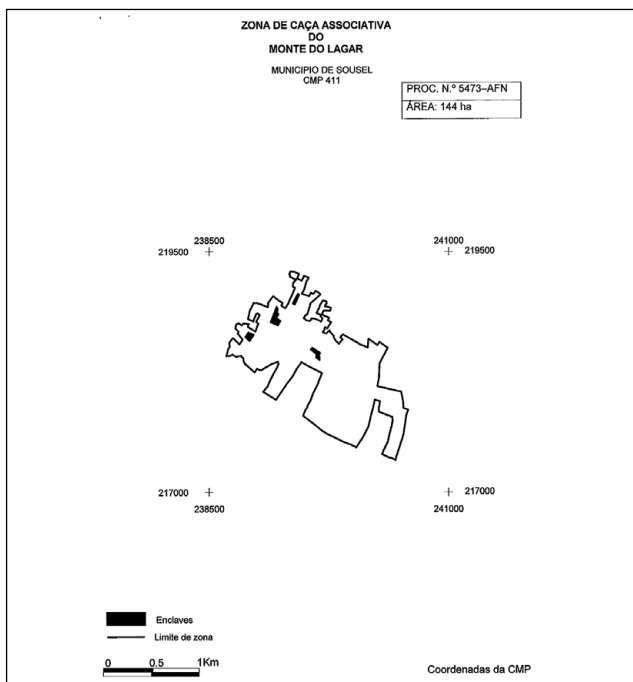 ZONA DE CAÇA ASSOCIATIVA
DO
MONTE DO LAGAR
MUNICIPIO DE SOUSEL
CMP 411
PROC. N.º 5473–AFN
ÁREA: 144 ha
238500
219500
241000
219500
217000
238500
217000
241000
Enclaves
Limite de zona
0 0.5 1Km
Coordenadas da CMP